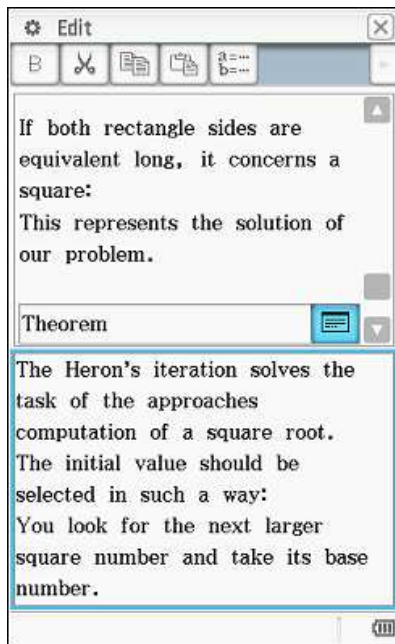 Edit
B
a=...
b=...
If both rectangle sides are
equivalent long, it concerns a
square:
This represents the solution of
our problem.
Theorem
The Heron's iteration solves the
task of the approaches
computation of a square root.
The initial value should be
selected in such a way:
You look for the next larger
square number and take its base
number.